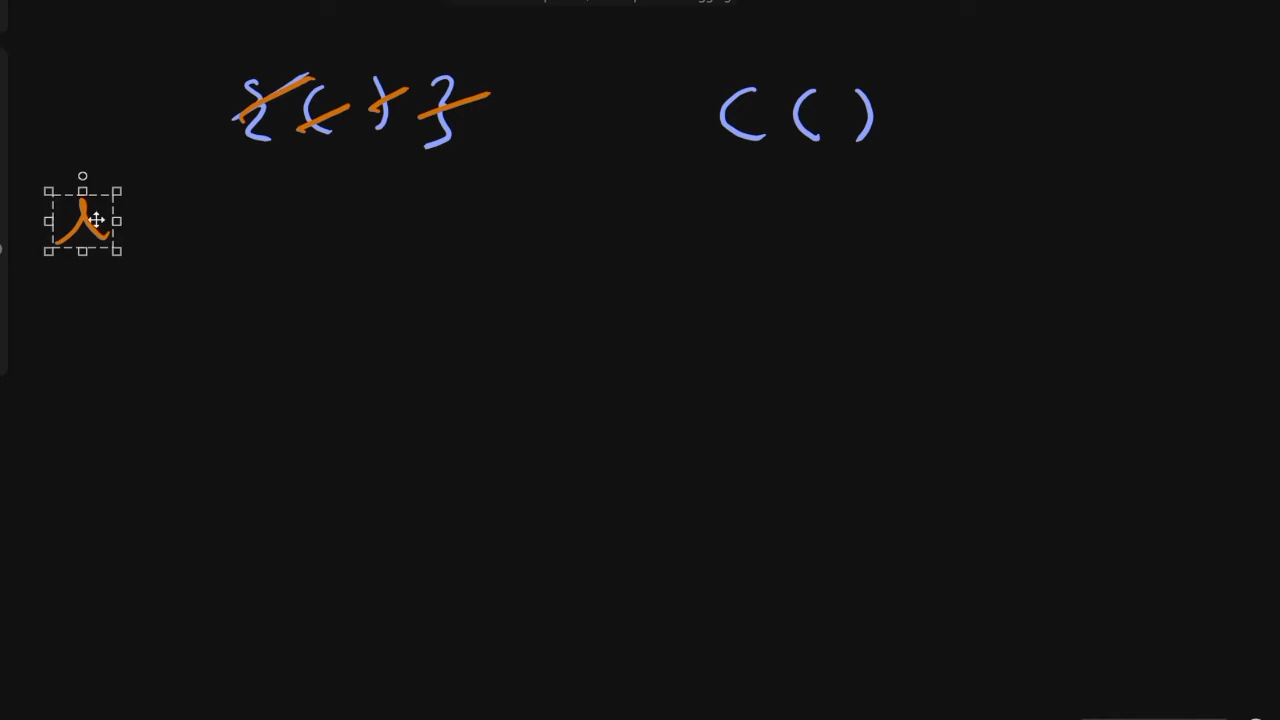 { ( ) }
( ( )